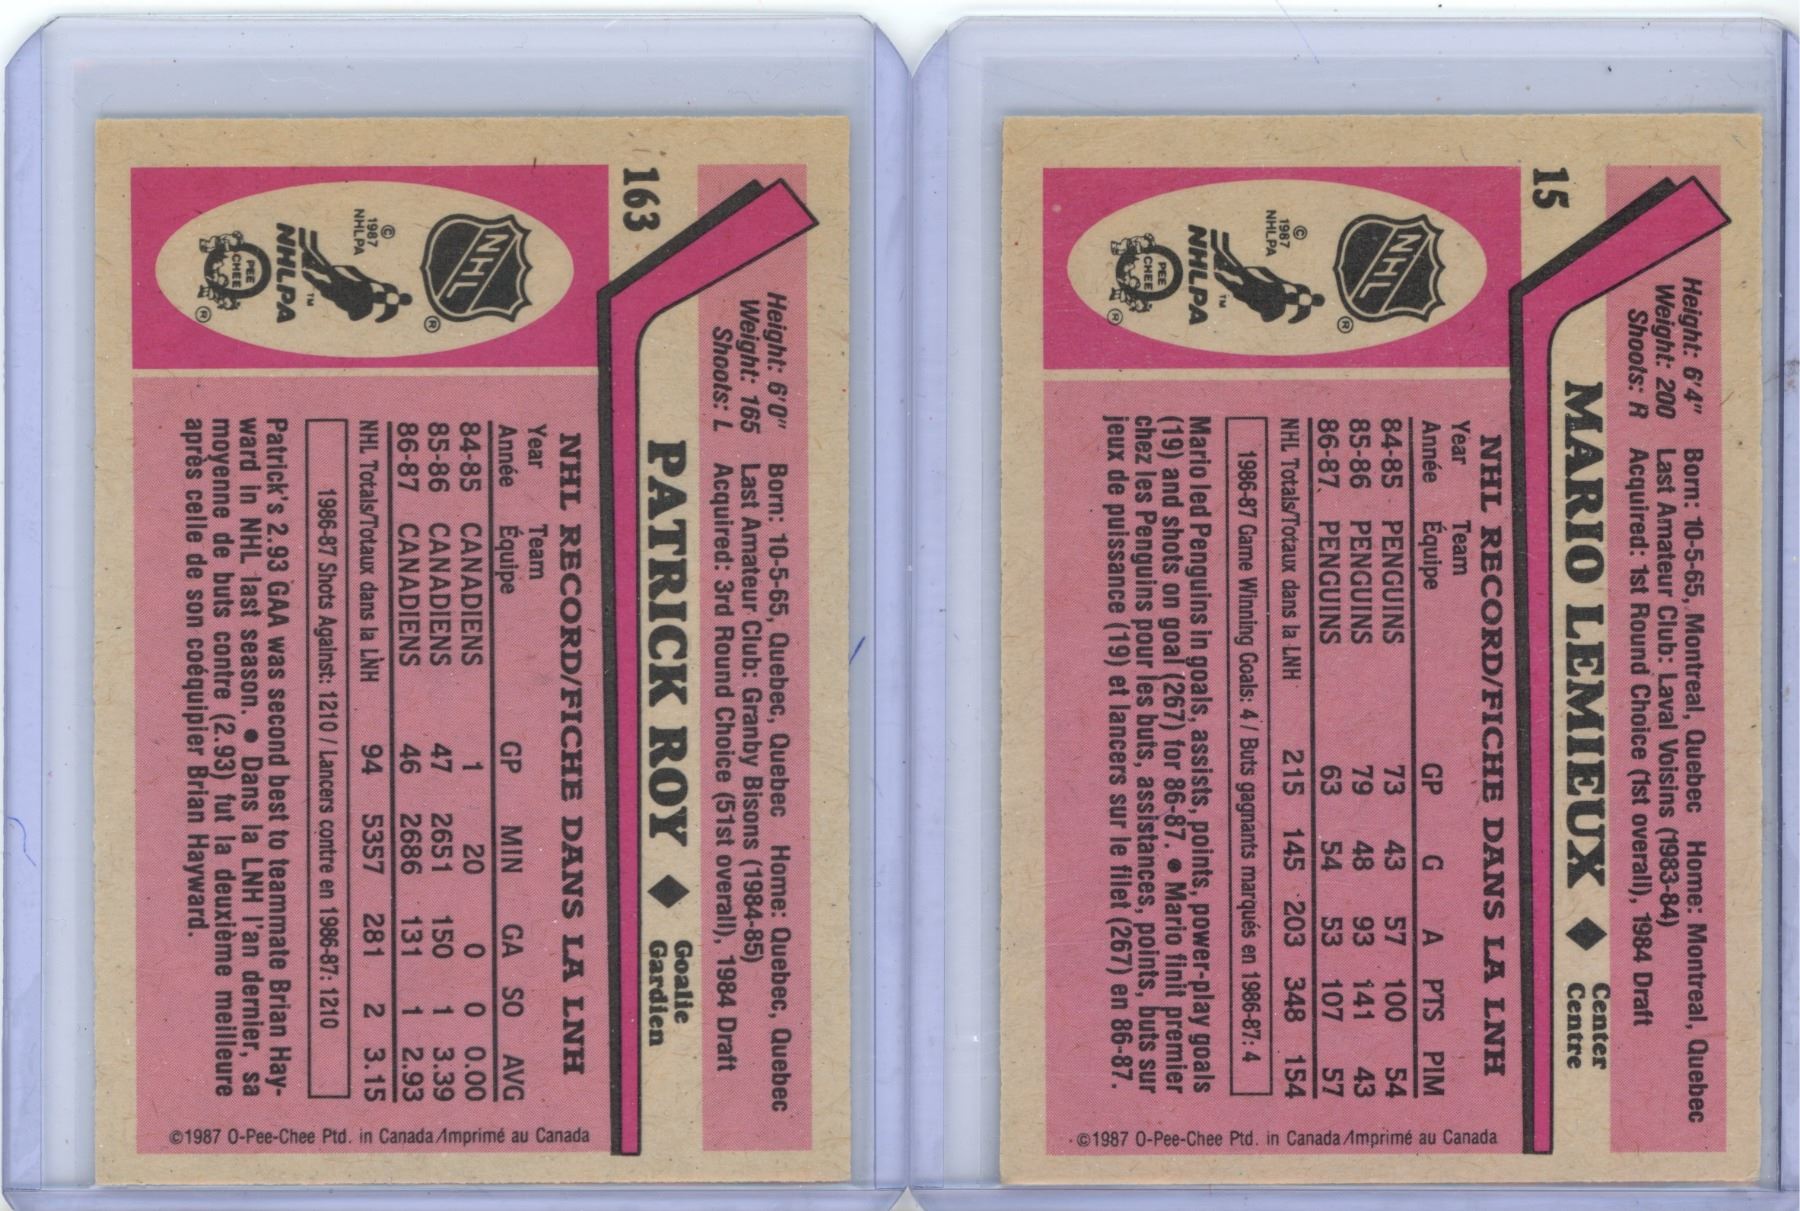 163
Height: 6'0" Born: 10-5-65, Quebec, Quebec Home: Quebec, Quebec
Weight: 165 Last Amateur Club: Granby Bisons (1984-85)
Shoots: L Acquired: 3rd Round Choice (51st overall), 1984 Draft
PATRICK ROY ◆ Goalie
Gardien
NHL
®
© 1987 NHLPA
NHLPA ™
O PEE CHEE
®
NHL RECORD/FICHE DANS LA LNH
Year Team
Année Équipe GP MIN GA SO AVG
84-85 CANADIENS 1 20 0 0 0.00
85-86 CANADIENS 47 2651 150 1 3.39
86-87 CANADIENS 46 2686 131 1 2.93
NHL Totals/Totaux dans la LNH 94 5357 281 2 3.15
1986-87 Shots Against: 1210 / Lancers contre en 1986-87: 1210
Patrick's 2.93 GAA was second best to teammate Brian Hay-
ward in NHL last season. ● Dans la LNH l'an dernier, sa
moyenne de buts contre (2.93) fut la deuxième meilleure
après celle de son coéquipier Brian Hayward.
©1987 O-Pee-Chee Ptd. in Canada/Imprimé au Canada
15
Height: 6'4" Born: 10-5-65, Montreal, Quebec Home: Montreal, Quebec
Weight: 200 Last Amateur Club: Laval Voisins (1983-84)
Shoots: R Acquired: 1st Round Choice (1st overall), 1984 Draft
MARIO LEMIEUX ◆ Center
Centre
NHL
®
© 1987 NHLPA
NHLPA ™
O PEE CHEE
®
NHL RECORD/FICHE DANS LA LNH
Year Team
Année Équipe GP G A PTS PIM
84-85 PENGUINS 73 43 57 100 54
85-86 PENGUINS 79 48 93 141 43
86-87 PENGUINS 63 54 53 107 57
NHL Totals/Totaux dans la LNH 215 145 203 348 154
1986-87 Game Winning Goals: 4 / Buts gagnants marqués en 1986-87: 4
Mario led Penguins in goals, assists, points, power-play goals
(19) and shots on goal (267) for 86-87. ● Mario finit premier
chez les Penguins pour les buts, assistances, points, buts sur
jeux de puissance (19) et lancers sur le filet (267) en 86-87.
©1987 O-Pee-Chee Ptd. in Canada/Imprimé au Canada